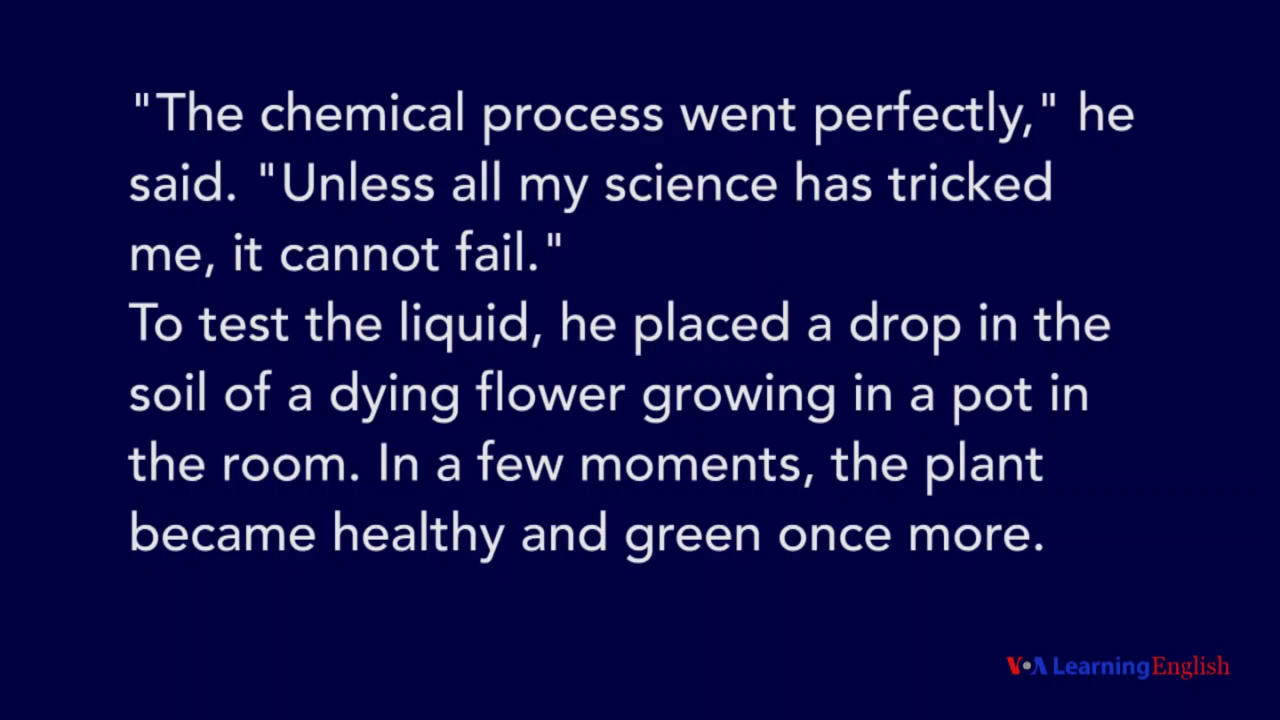 "The chemical process went perfectly," he
said. "Unless all my science has tricked
me, it cannot fail."
To test the liquid, he placed a drop in the
soil of a dying flower growing in a pot in
the room. In a few moments, the plant
became healthy and green once more.
VOA Learning English